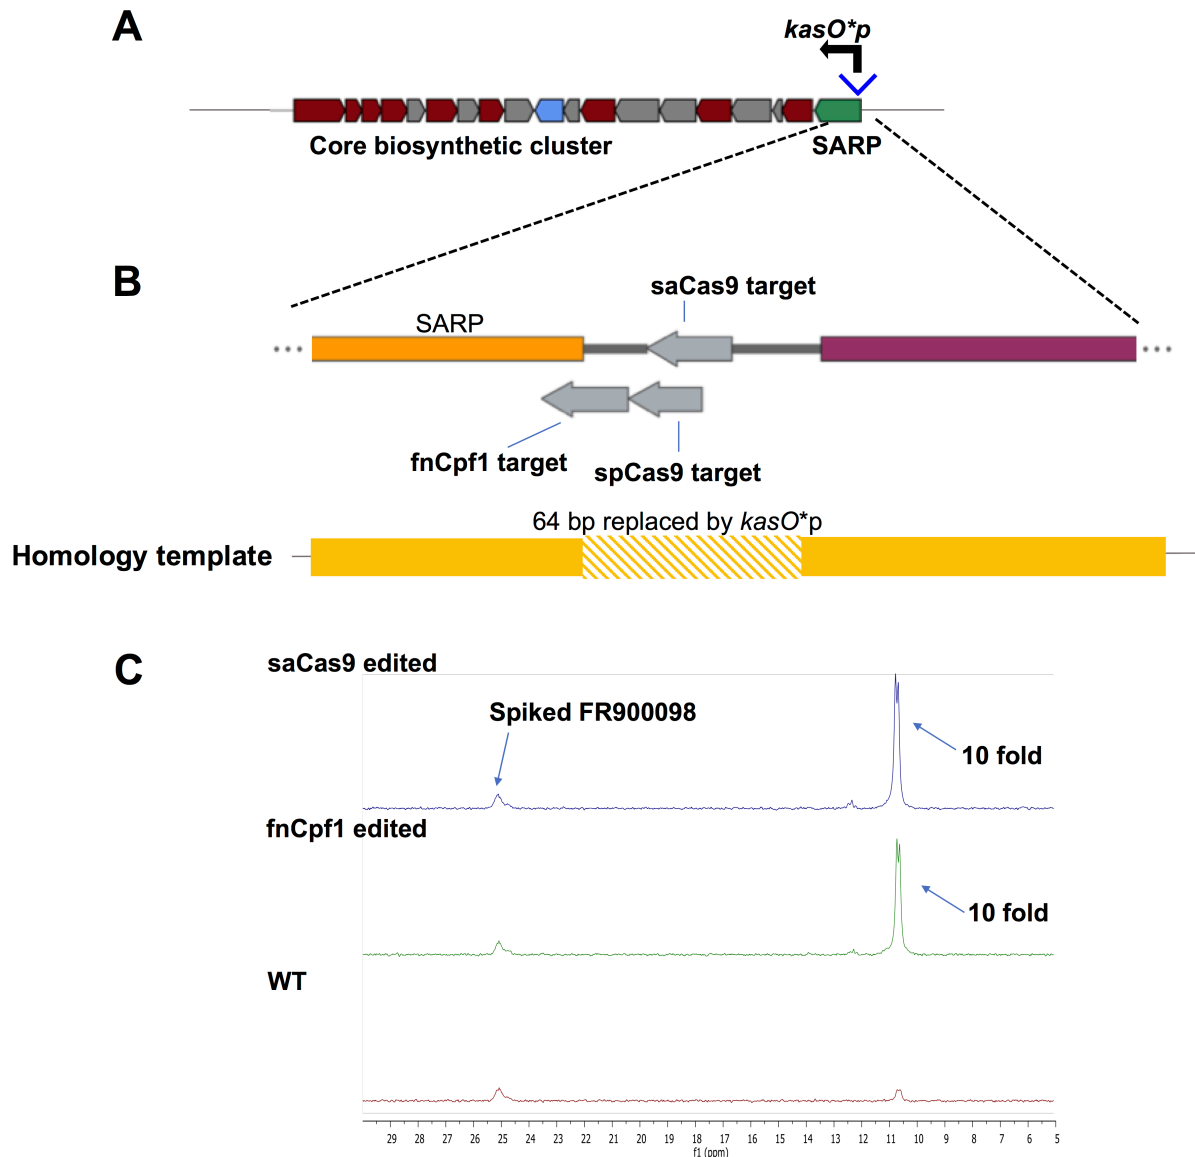 A
kasO*p
Core biosynthetic cluster
SARP
B
saCas9 target
SARP
fnCpf1 target
spCas9 target
64 bp replaced by kasO*p
Homology template
C
saCas9 edited
Spiked FR900098
10 fold
fnCpf1 edited
10 fold
WT
29 28 27 26 25 24 23 22 21 20 19 18 17 16 15 14 13 12 11 10 9 8 7 6 5
f1 (ppm)